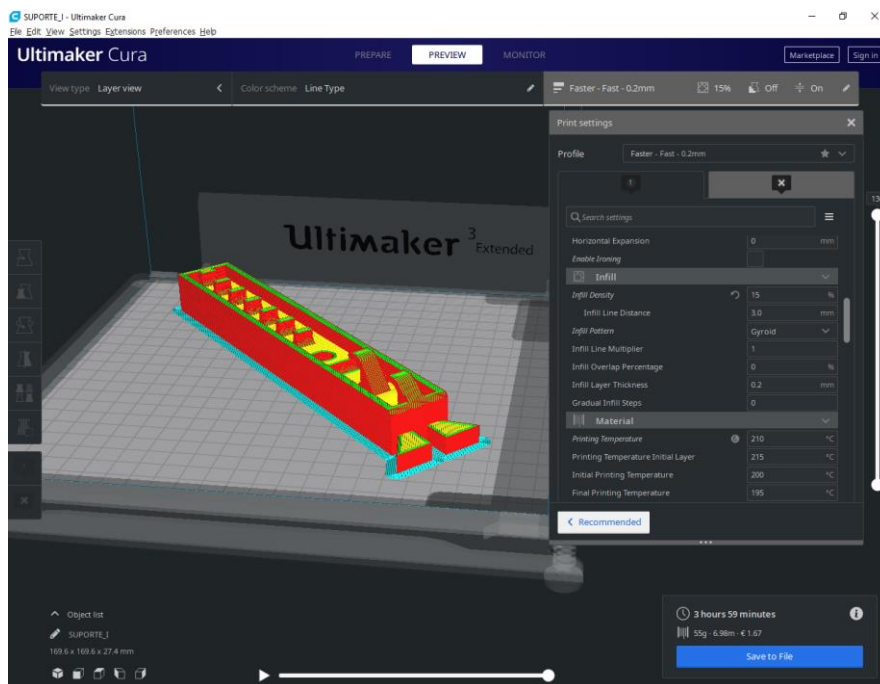 SUPORTE_I - Ultimaker Cura
File Edit View Settings Extensions Preferences Help
Ultimaker Cura
PREPARE PREVIEW MONITOR
Marketplace Sign in
View type Layer view
Color scheme Line Type
Faster - Fast - 0.2mm 15% Off On
Print settings
Profile Faster - Fast - 0.2mm
1
Search settings
13
Horizontal Expansion 0 mm
Enable Ironing
Infill
Infill Density 15 %
Infill Line Distance 3.0 mm
Infill Pattern Gyroid
Infill Line Multiplier 1
Infill Overlap Percentage 0 %
Infill Layer Thickness 0.2 mm
Gradual Infill Steps 0
Material
Printing Temperature 210 °C
Printing Temperature Initial Layer 215 °C
Initial Printing Temperature 200 °C
Final Printing Temperature 195 °C
Recommended
Ultimaker 3 Extended
Object list
SUPORTE_I
169.6 x 169.6 x 27.4 mm
3 hours 59 minutes
55g · 6.98m · € 1.67
Save to File